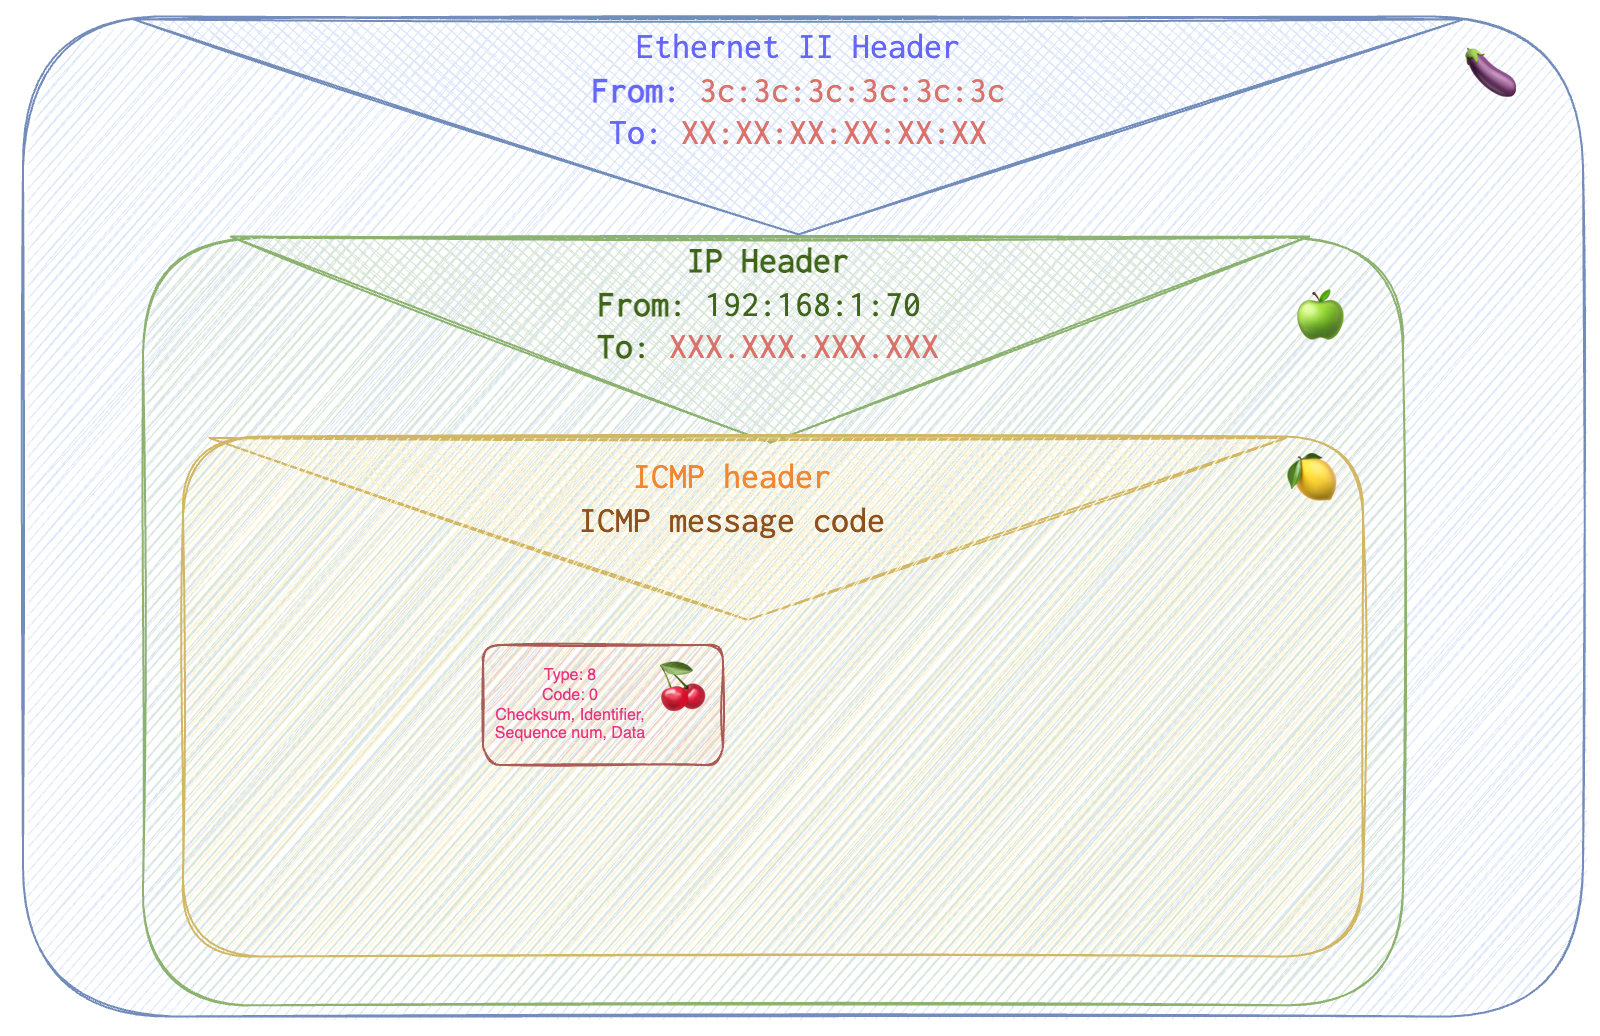 Ethernet II Header
From: 3c:3c:3c:3c:3c:3c
To: XX:XX:XX:XX:XX:XX
IP Header
From: 192:168:1:70
To: XXX.XXX.XXX.XXX
ICMP header
ICMP message code
Type: 8
Code: 0
Checksum, Identifier,
Sequence num, Data